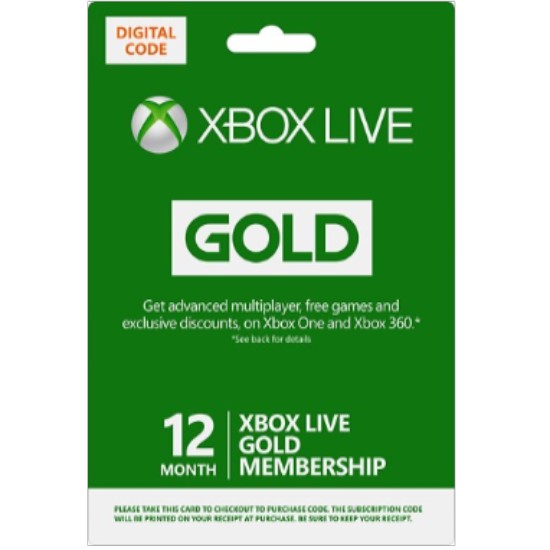 DIGITAL
CODE
XBOX LIVE
GOLD
Get advanced multiplayer, free games and
exclusive discounts, on Xbox One and Xbox 360.*
*See back for details
12
MONTH
XBOX LIVE
GOLD
MEMBERSHIP
PLEASE TAKE THIS CARD TO CHECKOUT TO PURCHASE CODE. THE SUBSCRIPTION CODE
WILL BE PRINTED ON YOUR RECEIPT AT PURCHASE. BE SURE TO KEEP YOUR RECEIPT.